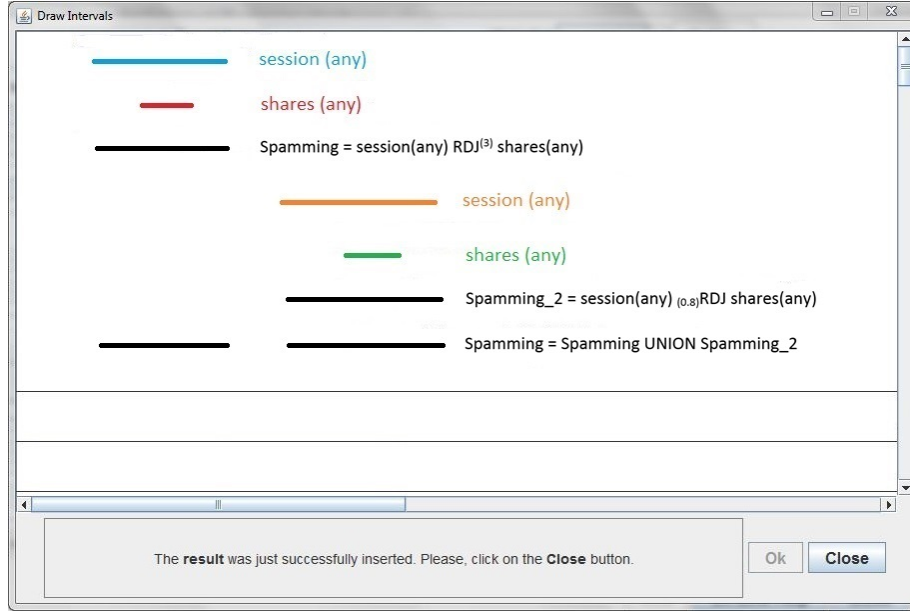 Draw Intervals
session (any)
shares (any)
Spamming = session(any) RDJ(3) shares(any)
session (any)
shares (any)
Spamming_2 = session(any) (0.8)RDJ shares(any)
Spamming = Spamming UNION Spamming_2
The result was just successfully inserted. Please, click on the Close button.
Ok
Close